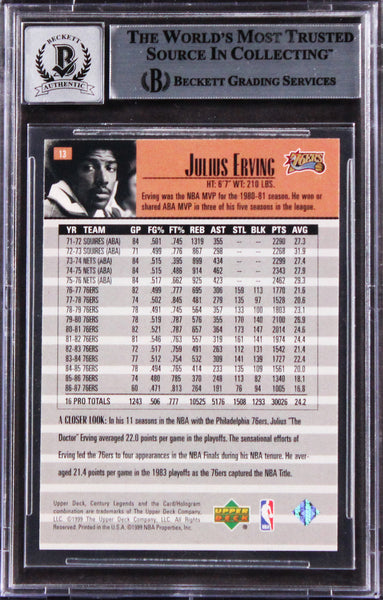 THE WORLD'S MOST TRUSTED
SOURCE IN COLLECTING™
BECKETT GRADING SERVICES
BECKETT
B
AUTHENTIC
13
JULIUS ERVING
HT: 6'7" WT: 210 LBS.
76ERS
Erving was the NBA MVP for the 1980-81 season. He won or
shared ABA MVP in three of his five seasons in the league.
YR TEAM GP FG% FT% REB AST STL BLK PTS AVG
71-72 SQUIRES (ABA) 84 .501 .745 1319 335 -- -- 2290 27.3
72-73 SQUIRES (ABA) 71 .499 .776 867 298 -- -- 2268 31.9
73-74 NETS (ABA) 84 .515 .766 899 434 -- -- 2299 27.4
74-75 NETS (ABA) 84 .515 .486 914 462 -- -- 2343 27.9
75-76 NETS (ABA) 84 .517 .662 925 423 -- -- 2462 29.3
76-77 76ERS 82 .499 .777 695 306 159 113 1770 21.6
77-78 76ERS 74 .502 .845 481 279 135 97 1528 20.6
78-79 76ERS 78 .491 .745 564 357 133 100 1803 23.1
79-80 76ERS 78 .519 .787 576 355 170 140 2100 26.9
80-81 76ERS 82 .521 .787 657 364 173 147 2014 24.6
81-82 76ERS 81 .546 .763 557 319 161 141 1974 24.4
82-83 76ERS 72 .517 .759 491 263 112 131 1542 21.4
83-84 76ERS 77 .512 .754 532 309 141 139 1727 22.4
84-85 76ERS 78 .494 .765 414 233 135 109 1561 20.0
85-86 76ERS 74 .480 .785 370 248 113 82 1340 18.1
86-87 76ERS 60 .471 .813 264 191 76 94 1005 16.8
16 PRO TOTALS 1243 .506 .777 10525 5176 1508 1293 30026 24.2
A CLOSER LOOK: In his 11 seasons in the NBA with the Philadelphia 76ers, Julius "The
Doctor" Erving averaged 22.0 points per game in the playoffs. The sensational efforts of
Erving led the 76ers to four appearances in the NBA Finals during his NBA tenure. He av-
eraged 21.4 points per game in the 1983 playoffs as the 76ers captured the NBA Title.
Upper Deck, Century Legends and the Card/Hologram
combination are trademarks of The Upper Deck Company,
LLC. ©1999 The Upper Deck Company, LLC. All Rights
Reserved. Printed in the U.S.A. ©1999 NBA Properties, Inc.
UPPER
DECK
NBA